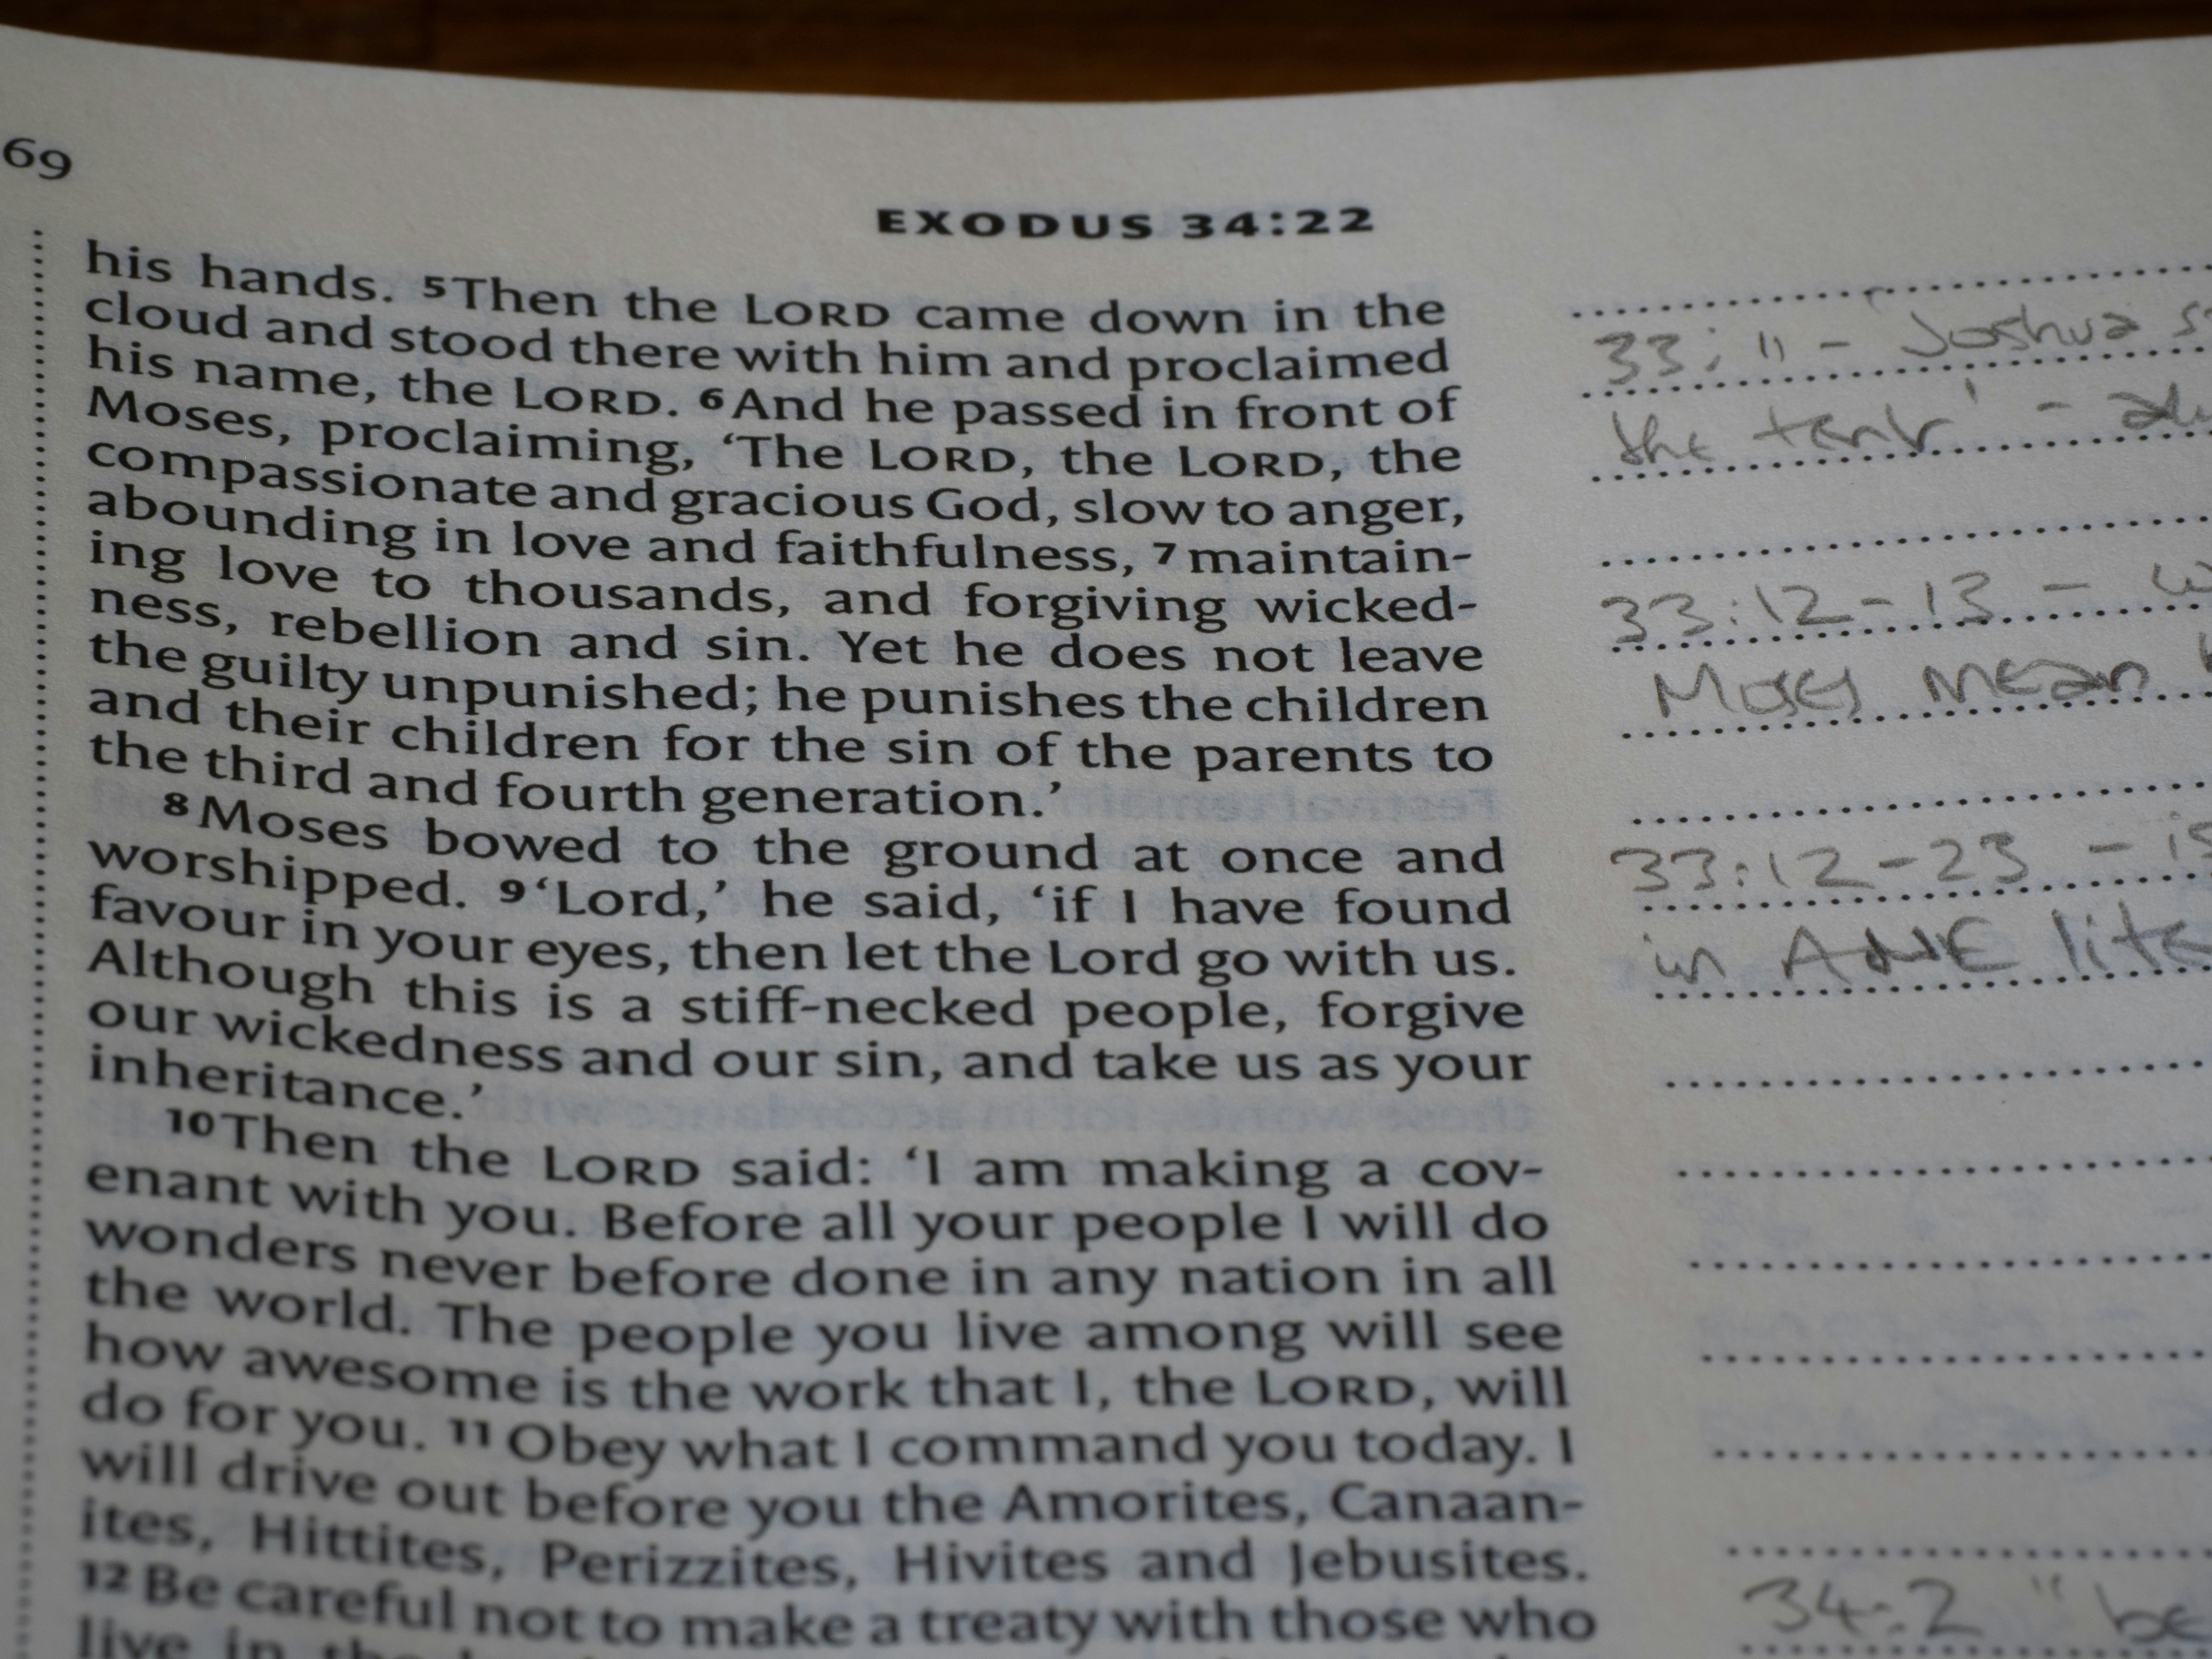 69
EXODUS 34:22
his hands. 5Then the LORD came down in the
cloud and stood there with him and proclaimed
his name, the LORD. 6And he passed in front of
Moses, proclaiming, ‘The LORD, the LORD, the
compassionate and gracious God, slow to anger,
abounding in love and faithfulness, 7maintain-
ing love to thousands, and forgiving wicked-
ness, rebellion and sin. Yet he does not leave
the guilty unpunished; he punishes the children
and their children for the sin of the parents to
the third and fourth generation.’
8Moses bowed to the ground at once and
worshipped. 9‘Lord,’ he said, ‘if I have found
favour in your eyes, then let the Lord go with us.
Although this is a stiff-necked people, forgive
our wickedness and our sin, and take us as your
inheritance.’
10Then the LORD said: ‘I am making a cov-
enant with you. Before all your people I will do
wonders never before done in any nation in all
the world. The people you live among will see
how awesome is the work that I, the LORD, will
do for you. 11Obey what I command you today. I
will drive out before you the Amorites, Canaan-
ites, Hittites, Perizzites, Hivites and Jebusites.
12Be careful not to make a treaty with those who
live in
33:11 - 'Joshua
the tent' -
33:12-13 -
Moses mean
33:12-23 - is
in ANE lite
34:2 " be